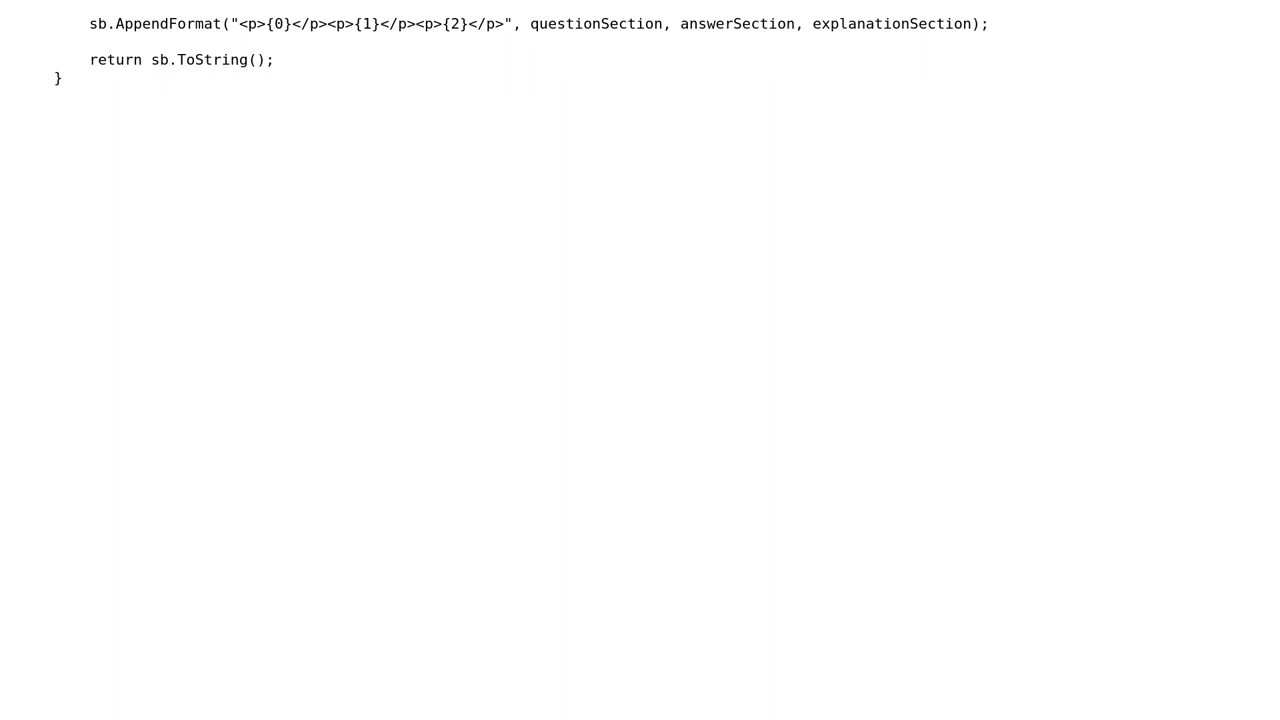 sb.AppendFormat("<p>{0}</p><p>{1}</p><p>{2}</p>", questionSection, answerSection, explanationSection);
return sb.ToString();
}